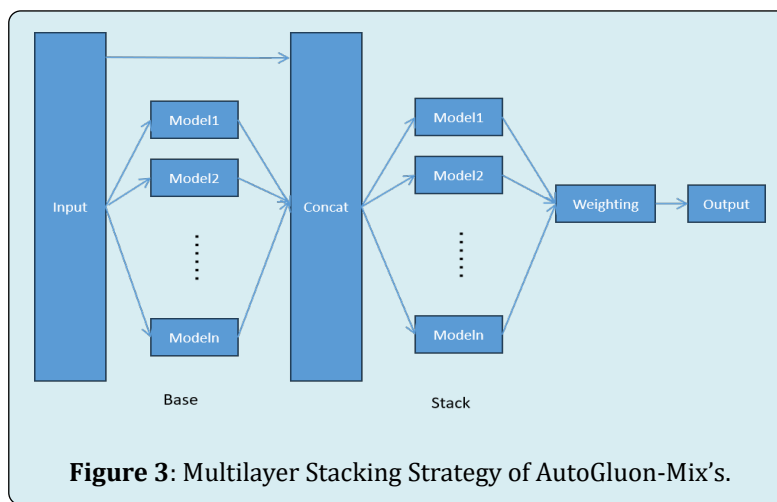 Input
Model1
Model2
Modeln
Base
Concat
Model1
Model2
Modeln
Stack
Weighting
Output
Figure 3: Multilayer Stacking Strategy of AutoGluon-Mix's.